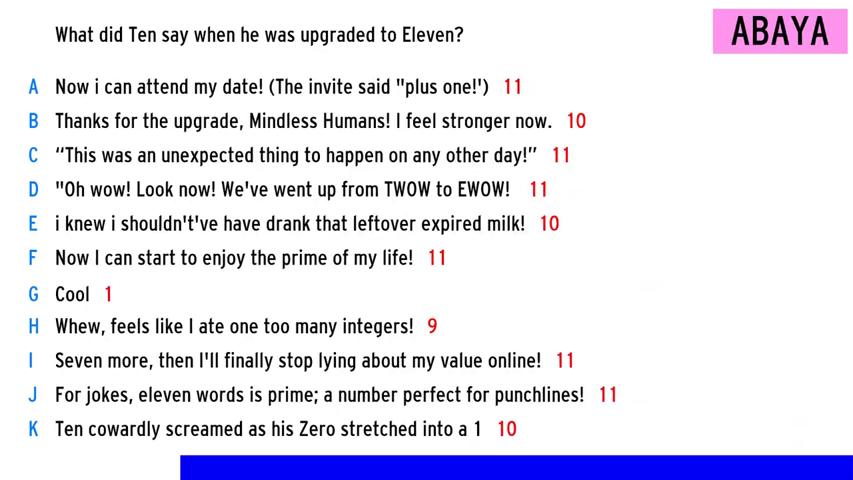 What did Ten say when he was upgraded to Eleven?
ABAYA
A Now i can attend my date! (The invite said "plus one!') 11
B Thanks for the upgrade, Mindless Humans! I feel stronger now. 10
C “This was an unexpected thing to happen on any other day!” 11
D "Oh wow! Look now! We've went up from TWOW to EWOW! 11
E i knew i shouldn't've have drank that leftover expired milk! 10
F Now I can start to enjoy the prime of my life! 11
G Cool 1
H Whew, feels like I ate one too many integers! 9
I Seven more, then I'll finally stop lying about my value online! 11
J For jokes, eleven words is prime; a number perfect for punchlines! 11
K Ten cowardly screamed as his Zero stretched into a 1 10